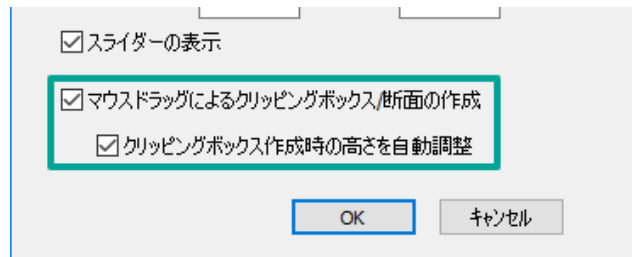 スライダーの表示
マウスドラッグによるクリッピングボックス/断面の作成
クリッピングボックス作成時の高さを自動調整
OK キャンセル